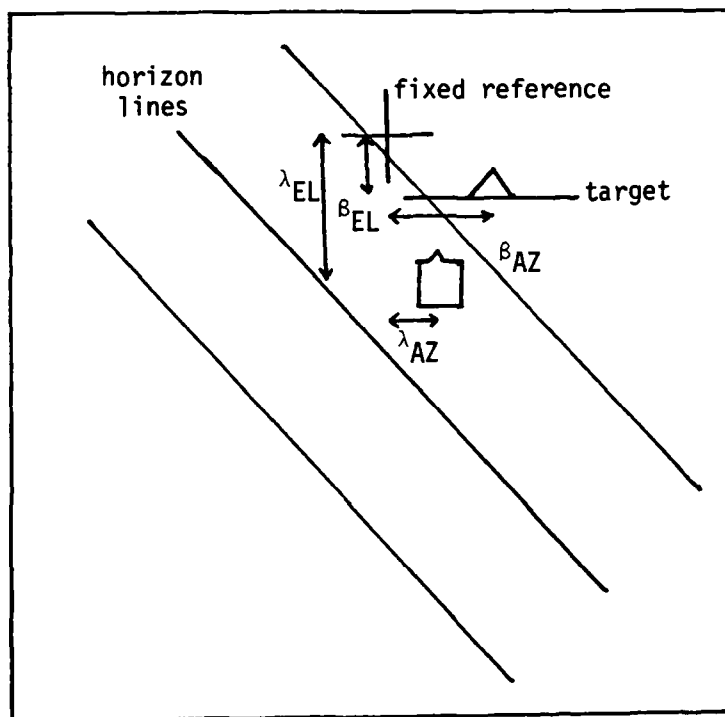 horizon
lines
fixed reference
λEL
βEL
target
βAZ
λAZ